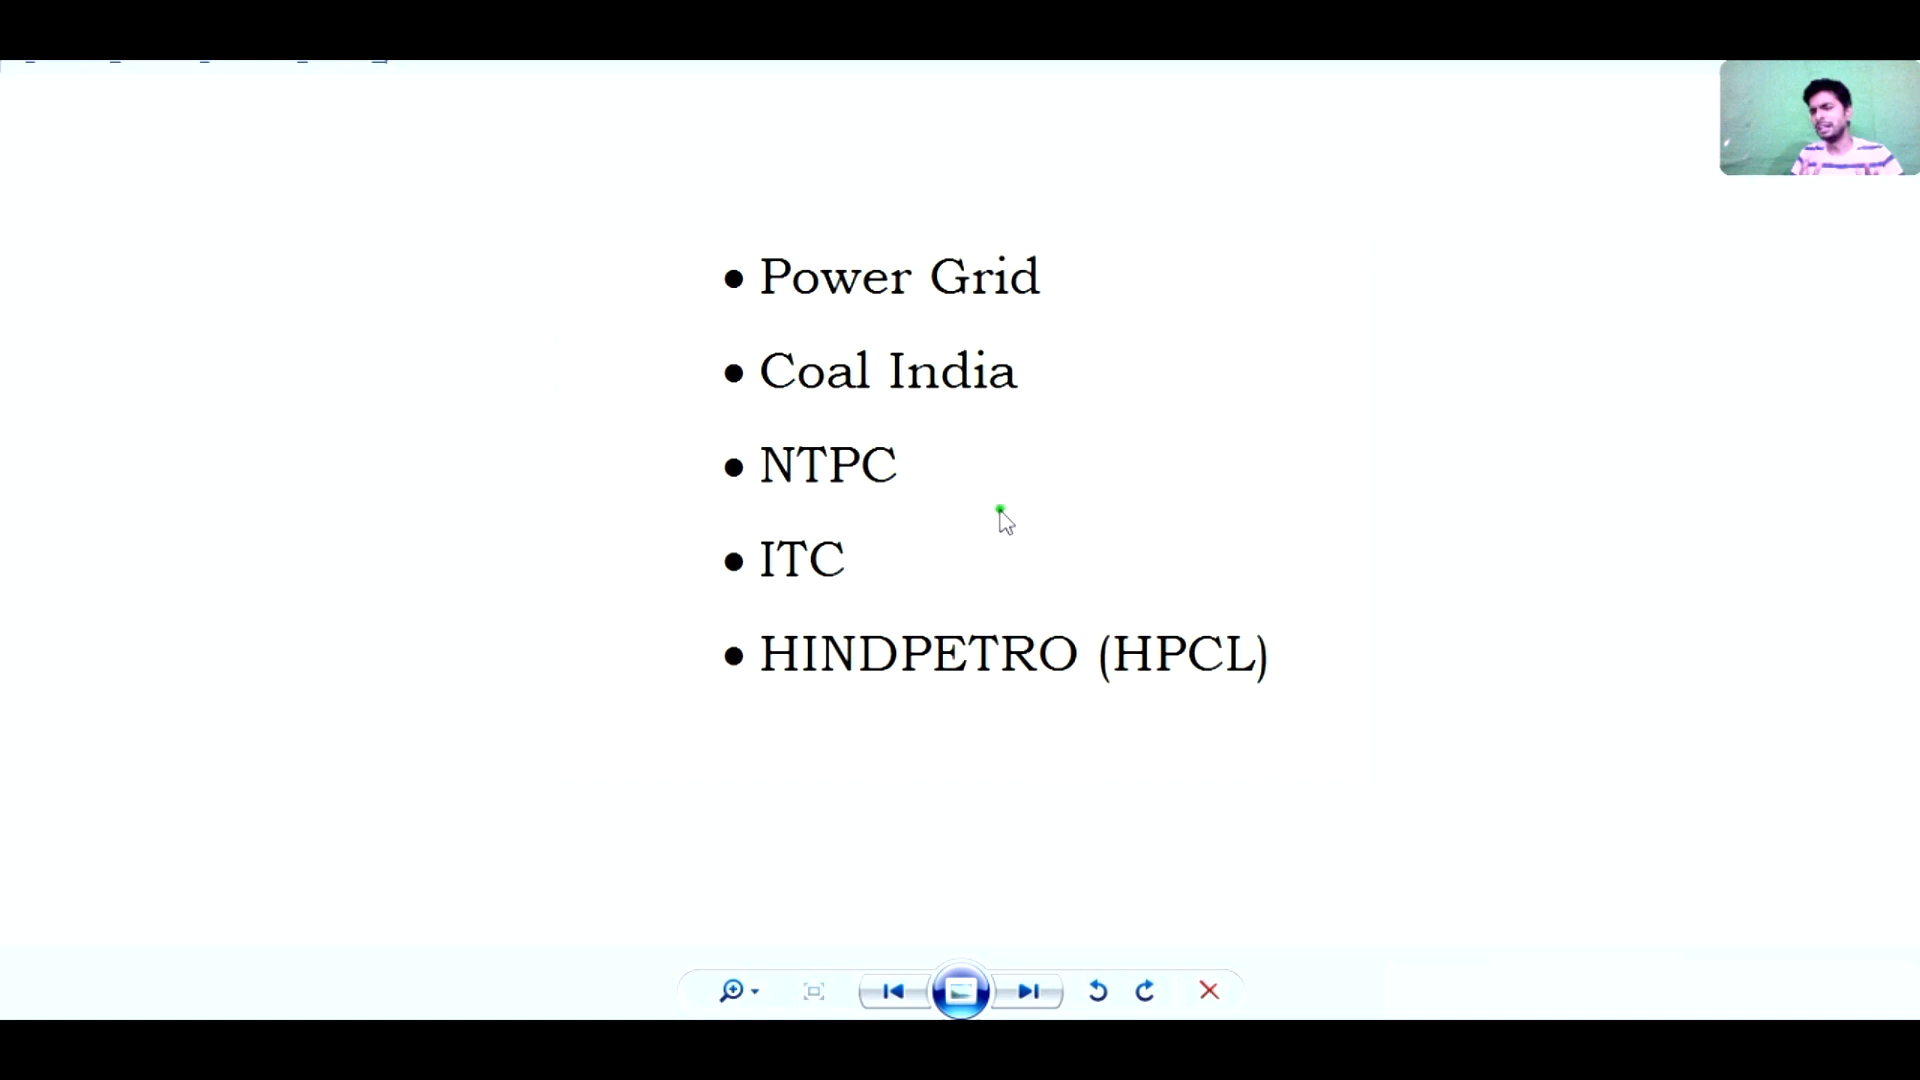 • Power Grid
• Coal India
• NTPC
• ITC
• HINDPETRO (HPCL)